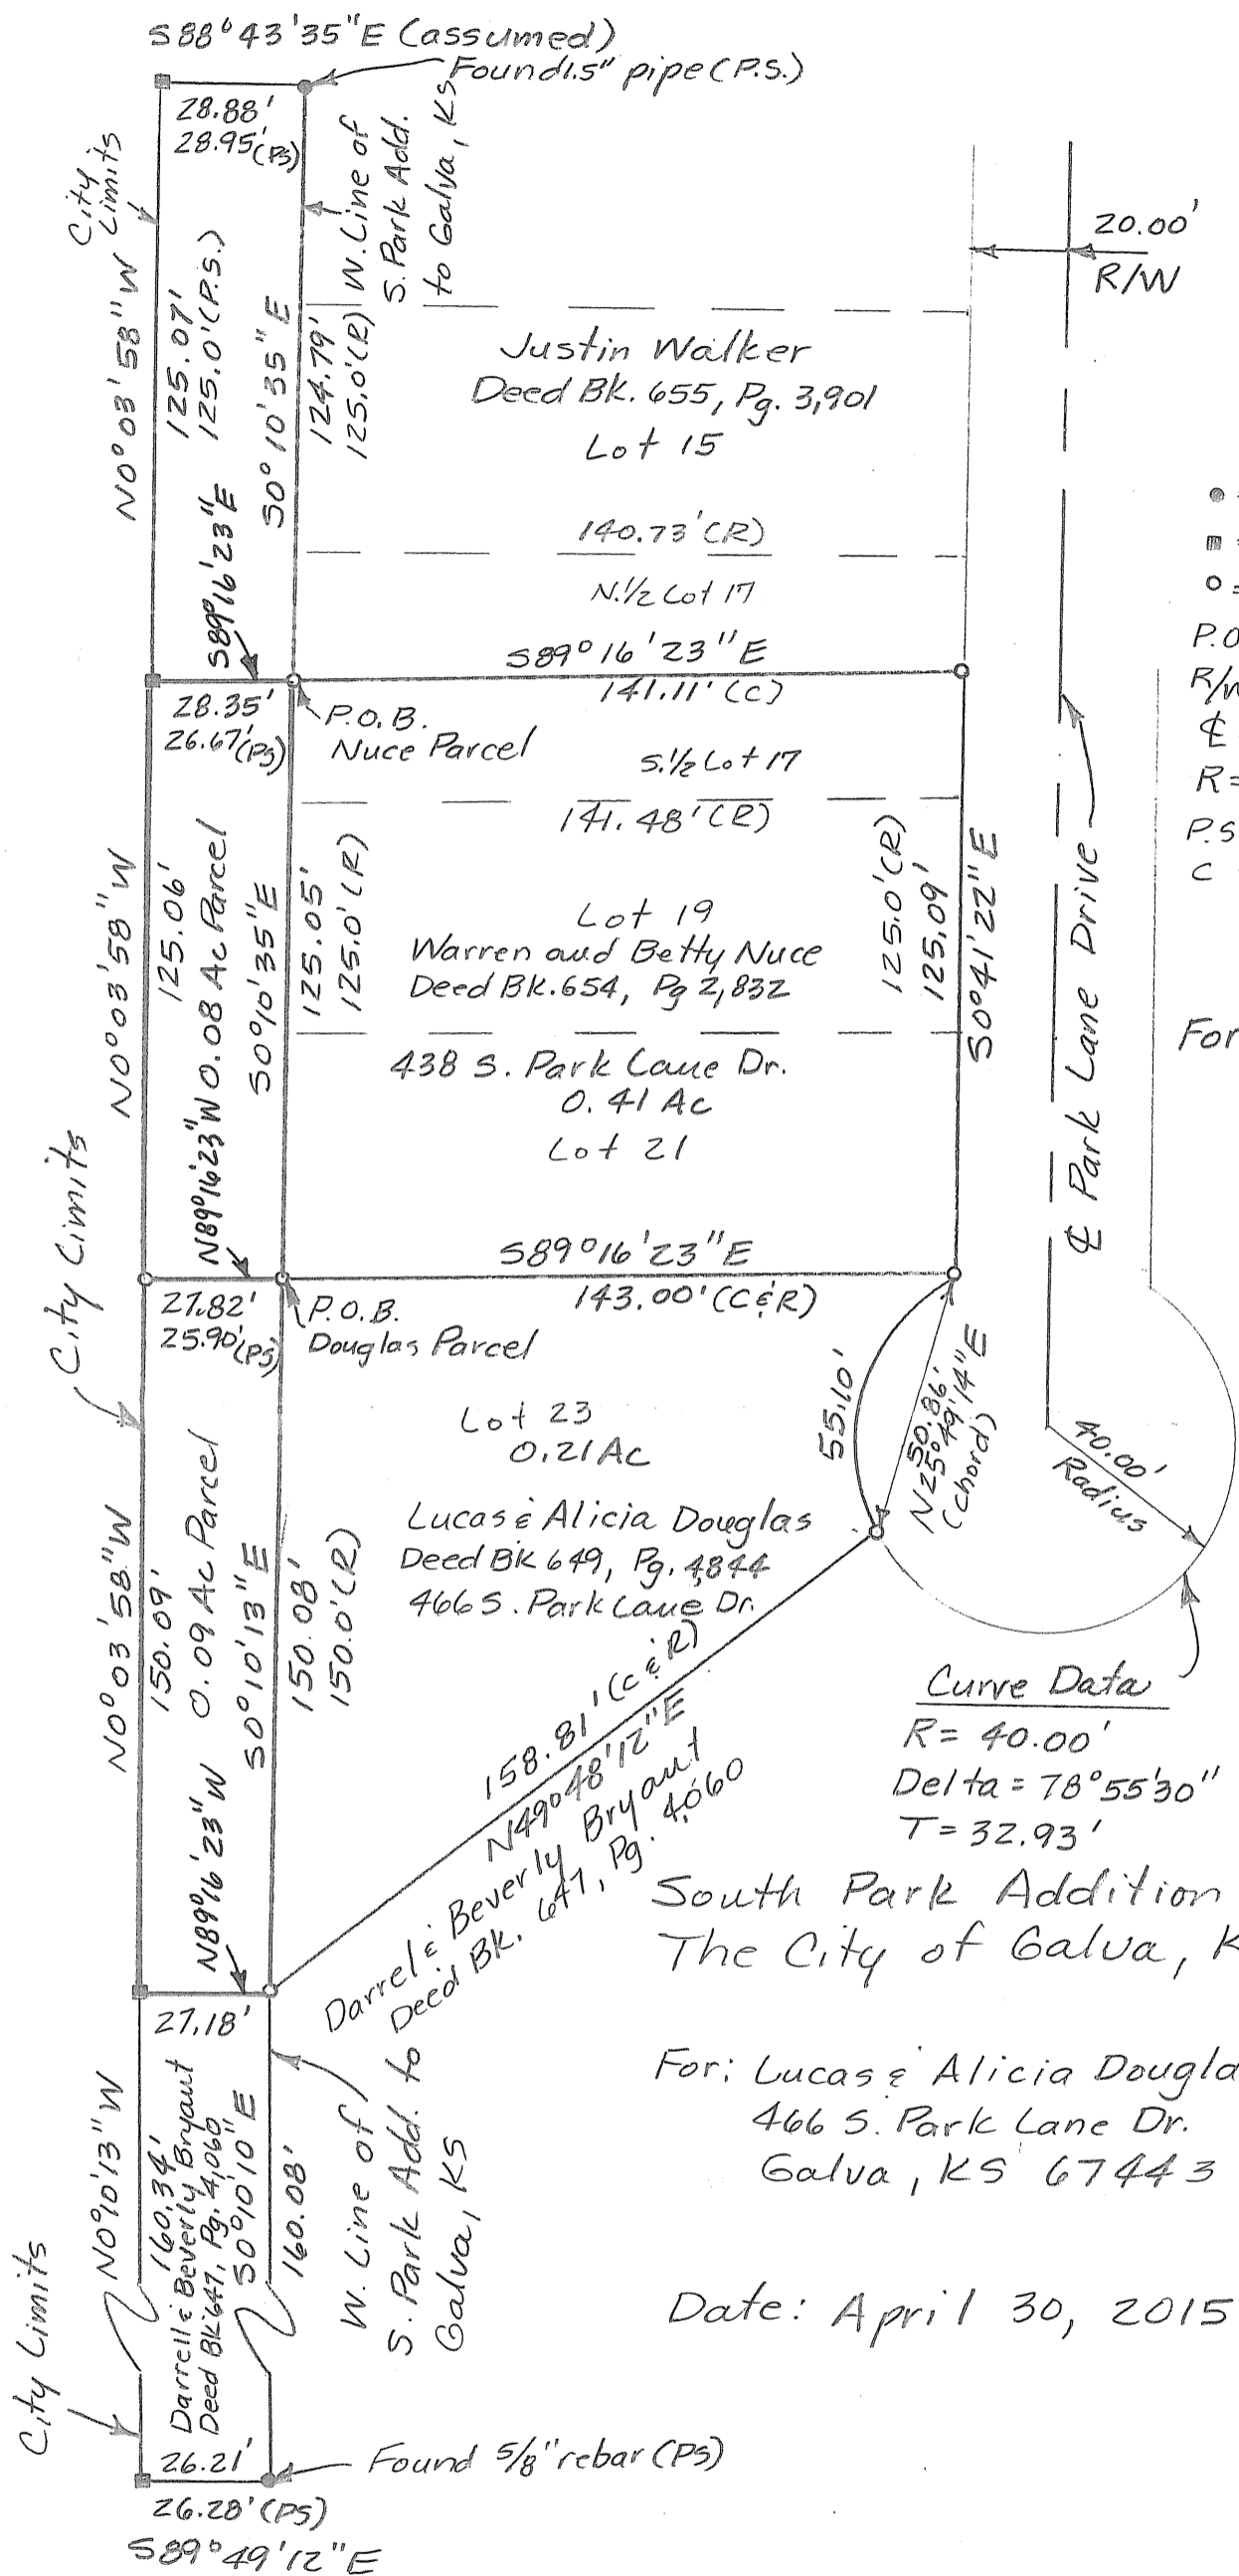 S88°43'35"E (assumed)
Found 1.5" pipe (P.S.)
28.88'
28.95'(PS)
City
Limits
W. Line of
S. Park Add.
to Galva, KS
20.00'
R/W
N0°03'58"W
125.07'
125.0'(P.S.)
S0°10'35"E
124.79'
125.0'(R)
Justin Walker
Deed Bk. 655, Pg. 3,901
Lot 15
140.73'(R)
N.1/2 Lot 17
S89°16'23"E
S89°16'23"E
141.11'(C)
28.35'
26.67'(PS)
P.O.B.
Nuce Parcel
S.1/2 Lot 17
141.48'(R)
N0°03'58"W
125.06'
0.08 Ac Parcel
S0°10'35"E
125.05'
125.0'(R)
Lot 19
Warren and Betty Nuce
Deed Bk. 654, Pg 2,832
125.0'(R)
125.09'
S0°41'22"E
438 S. Park Lane Dr.
0.41 Ac
Lot 21
℄ Park Lane Drive
=
P.O
R/W
℄
R=
P.S
C
For
N89°16'23"W
S89°16'23"E
143.00'(C&R)
27.82'
25.90'(PS)
P.O.B.
Douglas Parcel
City Limits
Lot 23
0.21 Ac
55.10'
50.86'
N25°49'14"E
(chord)
40.00'
Radius
Lucas & Alicia Douglas
Deed BK 649, Pg. 4,844
466 S. Park Lane Dr.
N0°03'58"W
150.09'
0.09 Ac Parcel
S0°10'13"E
150.08'
150.0'(R)
158.81'(C&R)
N49°48'12"E
Darrel & Beverly Bryant
Deed Bk. 647, Pg. 4,060
Curve Data
R= 40.00'
Delta = 78°55'30"
T= 32.93'
South Park Addition
The City of Galva, K
N89°16'23"W
27.18'
For: Lucas & Alicia Dougla
466 S. Park Lane Dr.
Galva, KS 67443
N0°10'13"W
160.34'
Darrell & Beverly Bryant
Deed Bk 647, Pg. 4,060
S0°10'10"E
160.08'
W. Line of
S. Park Add. to
Galva, KS
Date: April 30, 2015
City Limits
26.21'
Found 5/8" rebar (PS)
26.28'(PS)
S89°49'12"E